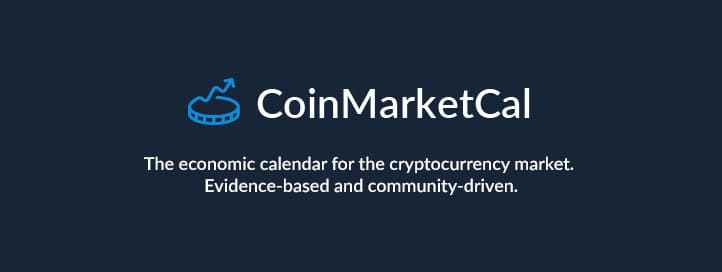 CoinMarketCal
The economic calendar for the cryptocurrency market.
Evidence-based and community-driven.